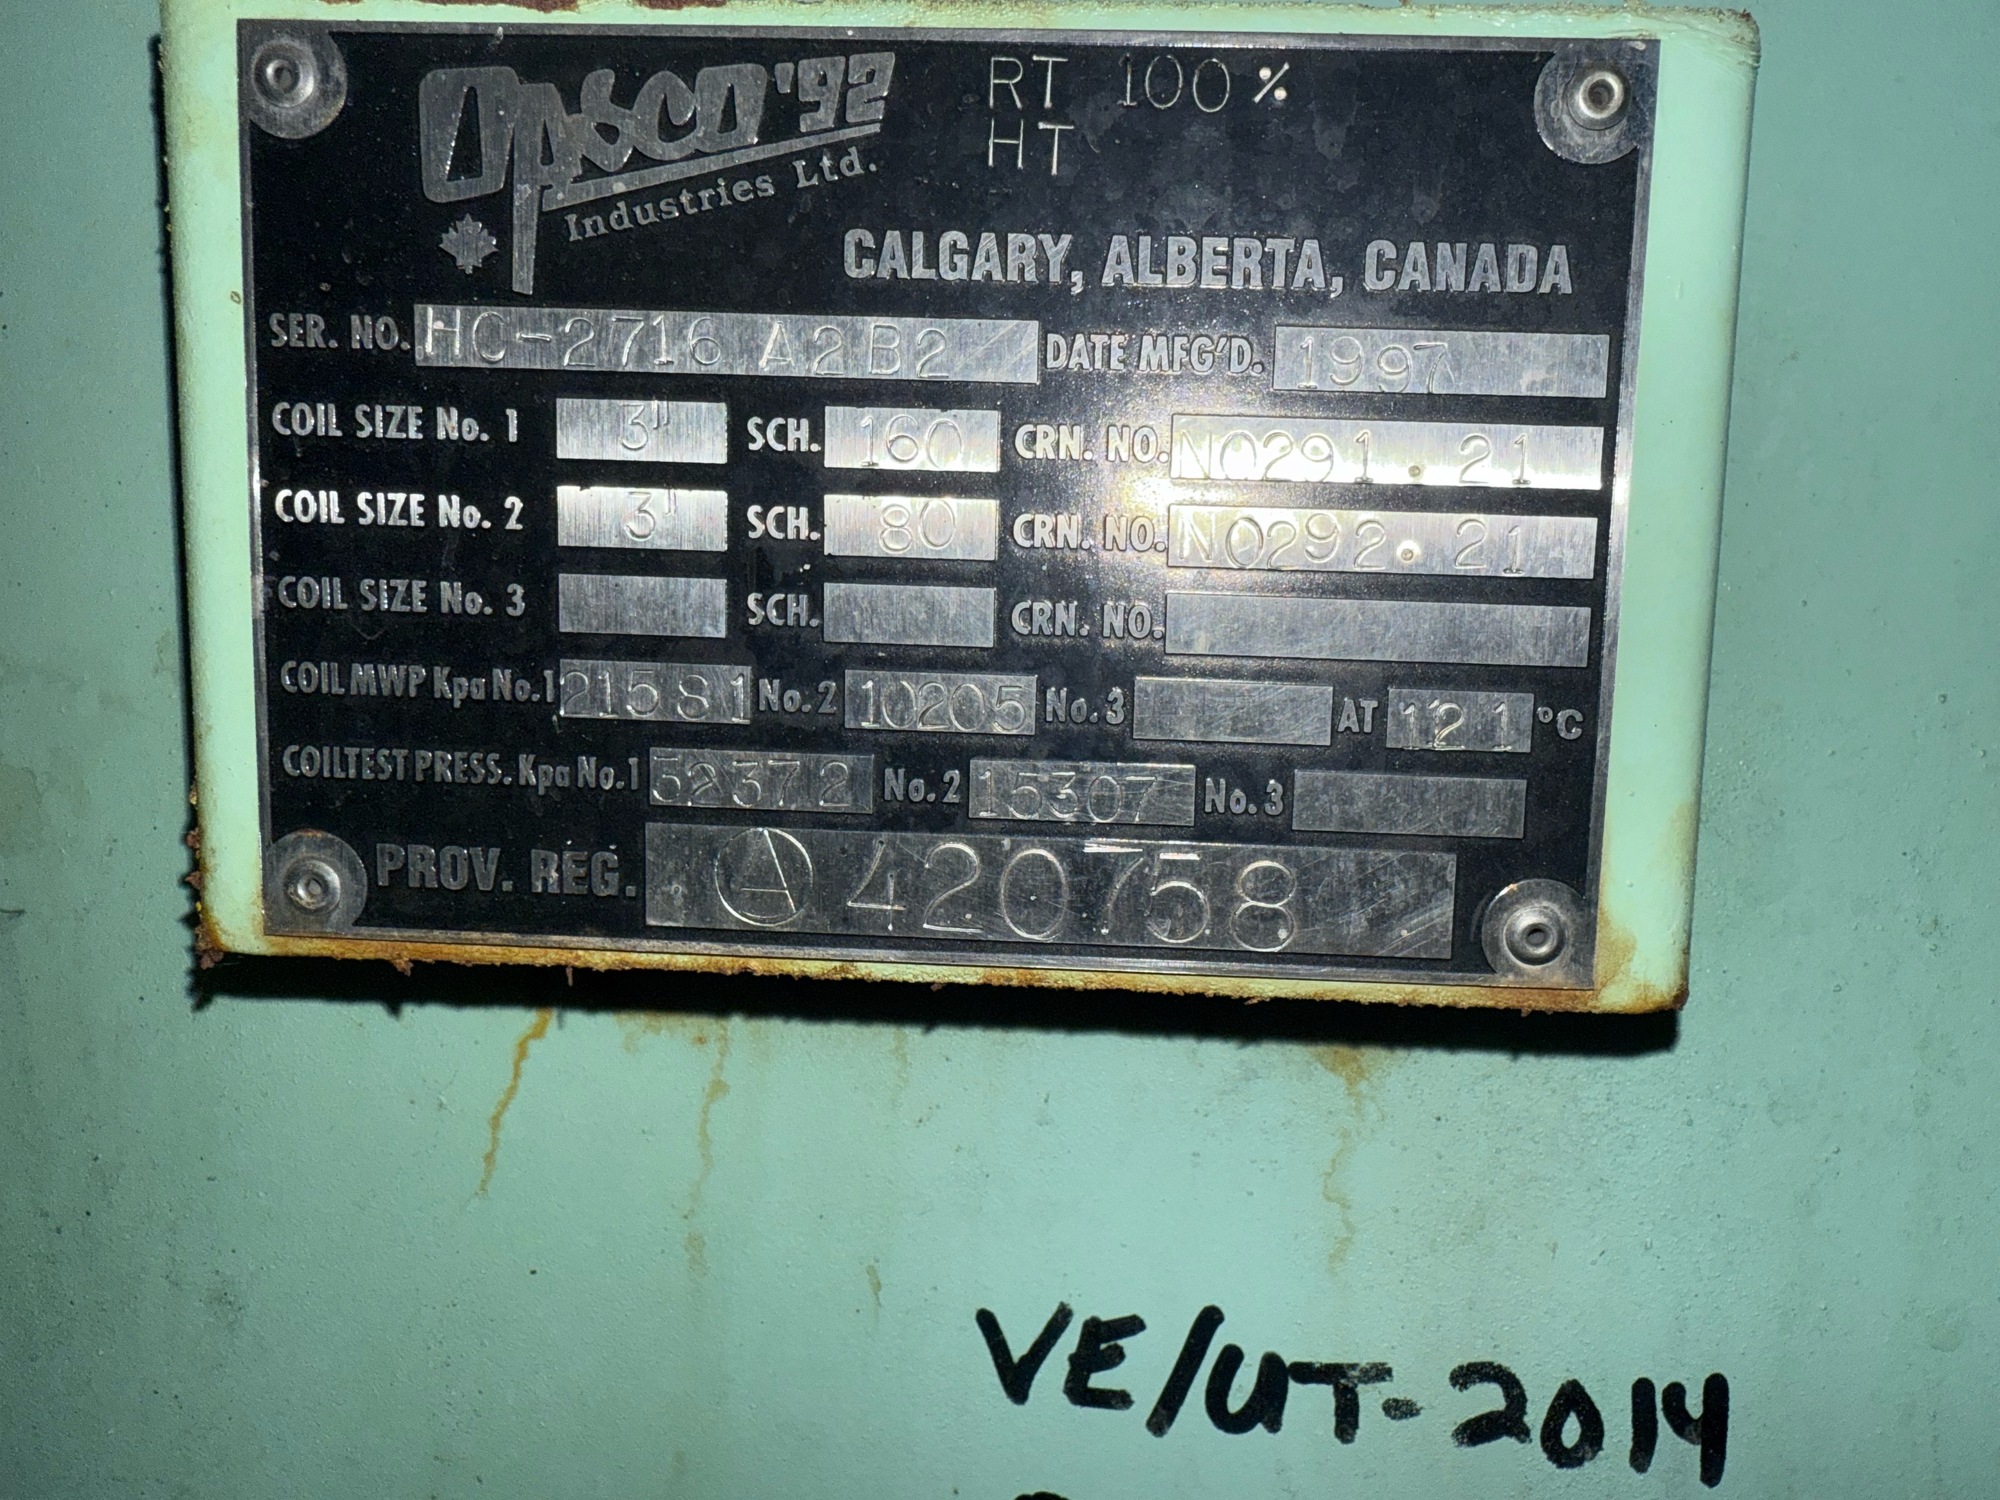 OPSCO '92 RT 100%
Industries Ltd. HT
CALGARY, ALBERTA, CANADA
SER. NO. HC-2716 A2B2 DATE MFG'D. 1997
COIL SIZE No. 1 3" SCH. 160 CRN. NO. N0291.21
COIL SIZE No. 2 3" SCH. 80 CRN. NO. N0292.21
COIL SIZE No. 3 SCH. CRN. NO.
COIL MWP Kpa No.1 21581 No.2 10205 No.3 AT 121 °C
COIL TEST PRESS. Kpa No.1 52372 No.2 15307 No.3
PROV. REG. A 420758
VE/UT-2014